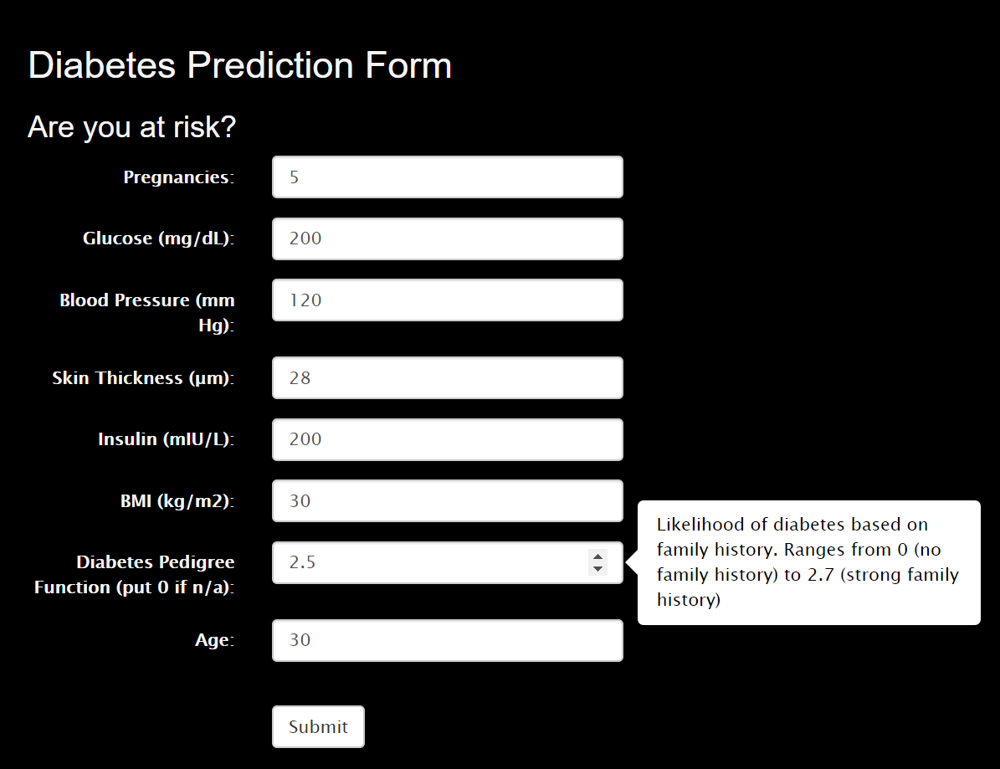 Diabetes Prediction Form
Are you at risk?
Pregnancies:
5
Glucose (mg/dL):
200
Blood Pressure (mm
Hg):
120
Skin Thickness (μm):
28
Insulin (mIU/L):
200
BMI (kg/m2):
30
Diabetes Pedigree
Function (put 0 if n/a):
2.5
Likelihood of diabetes based on
family history. Ranges from 0 (no
family history) to 2.7 (strong family
history)
Age:
30
Submit